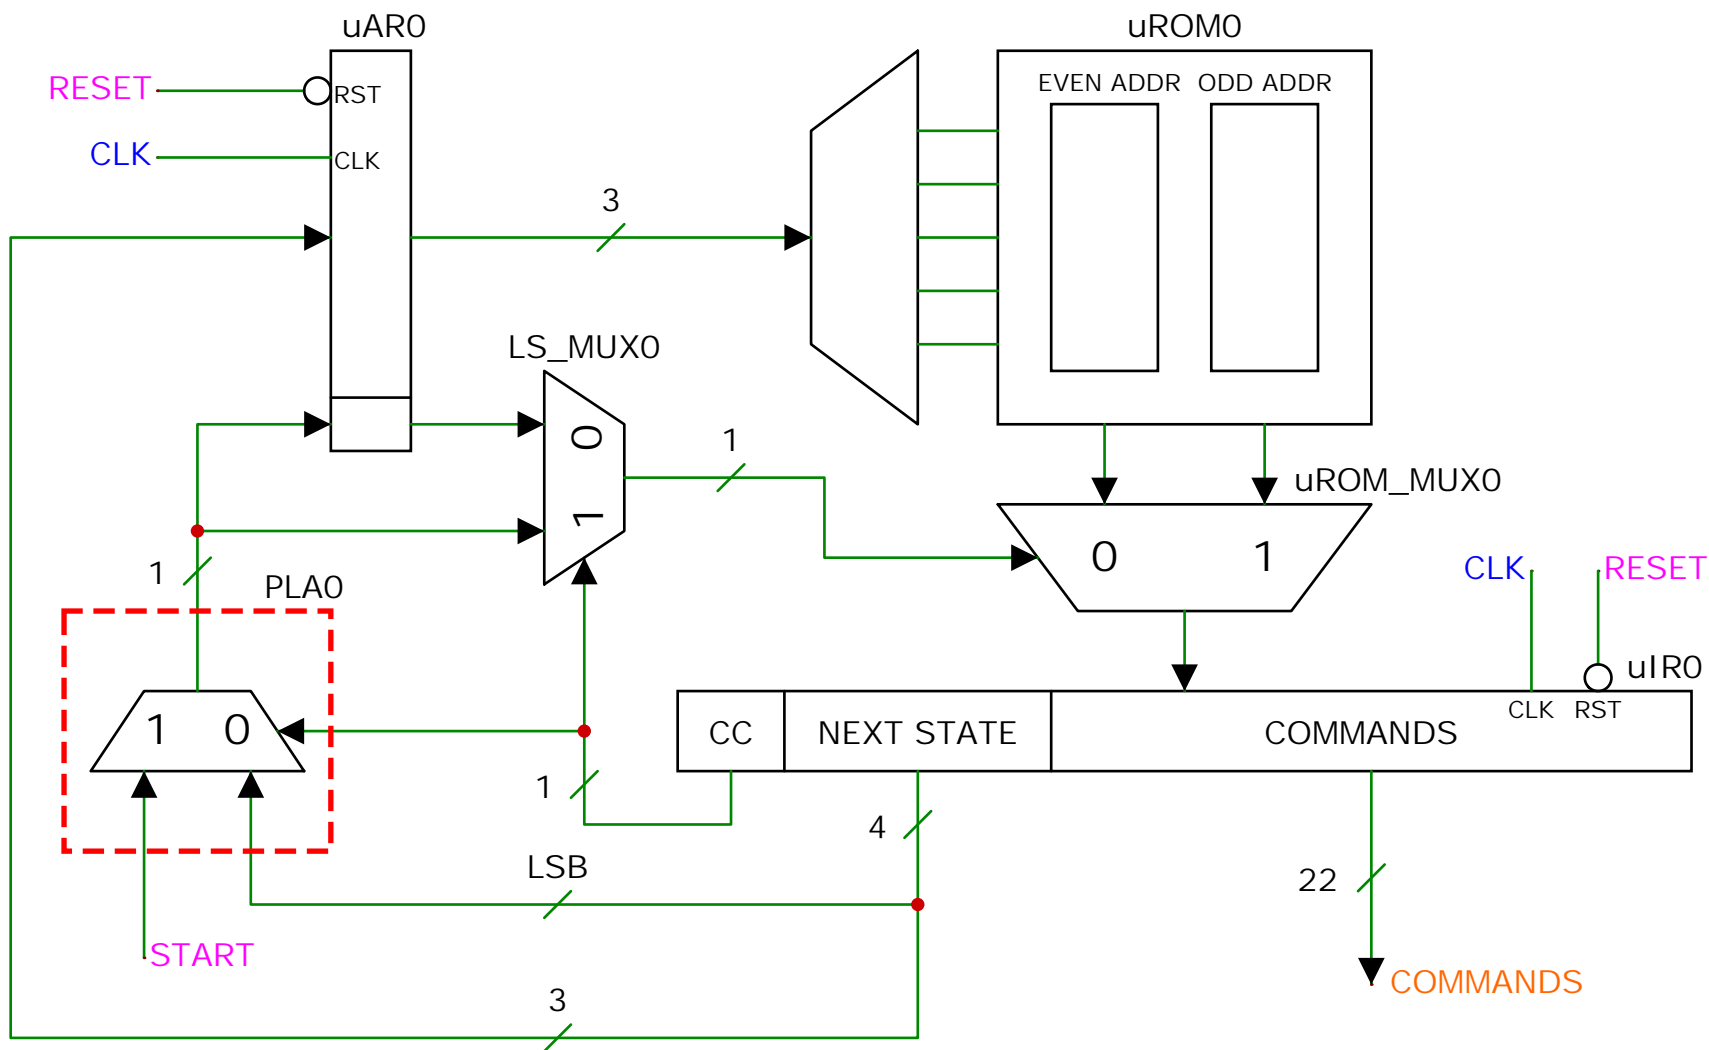 uAR0
uROM0
RESET
RST
EVEN ADDR
ODD ADDR
CLK
CLK
3
LS_MUX0
0
1
1
uROM_MUX0
0
1
CLK
RESET
1
PLA0
uIR0
CLK
RST
1
0
CC
NEXT STATE
COMMANDS
1
4
LSB
22
START
COMMANDS
3